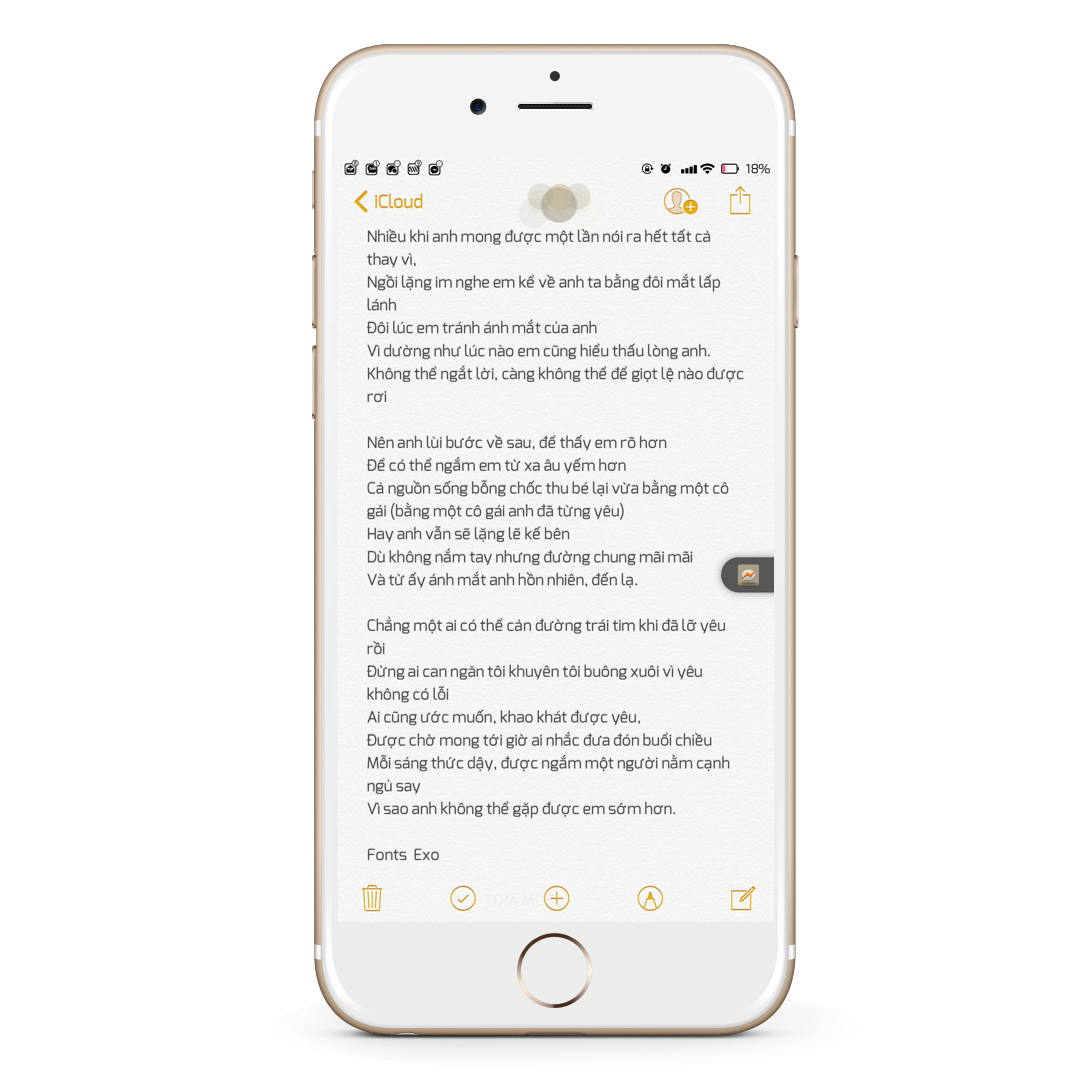 18%
iCloud
Nhiều khi anh mong được một lần nói ra hết tất cả
thay vì,
Ngồi lặng im nghe em kể về anh ta bằng đôi mắt lấp
lánh
Đôi lúc em tránh ánh mắt của anh
Vì dường như lúc nào em cũng hiểu thấu lòng anh.
Không thể ngắt lời, càng không thể để giọt lệ nào được
rơi
Nên anh lùi bước về sau, để thấy em rõ hơn
Để có thể ngắm em từ xa âu yếm hơn
Cả nguồn sống bỗng chốc thu bé lại vừa bằng một cô
gái (bằng một cô gái anh đã từng yêu)
Hay anh vẫn sẽ lặng lẽ kế bên
Dù không nắm tay nhưng đường chung mãi mãi
Và từ ấy ánh mắt anh hồn nhiên, đến lạ.
Chẳng một ai có thể cản đường trái tim khi đã lỡ yêu
rồi
Đừng ai can ngăn tôi khuyên tôi buông xuôi vì yêu
không có lỗi
Ai cũng ước muốn, khao khát được yêu,
Được chờ mong tới giờ ai nhắc đưa đón buổi chiều
Mỗi sáng thức dậy, được ngắm một người nằm cạnh
ngủ say
Vì sao anh không thể gặp được em sớm hơn.
Fonts Exo